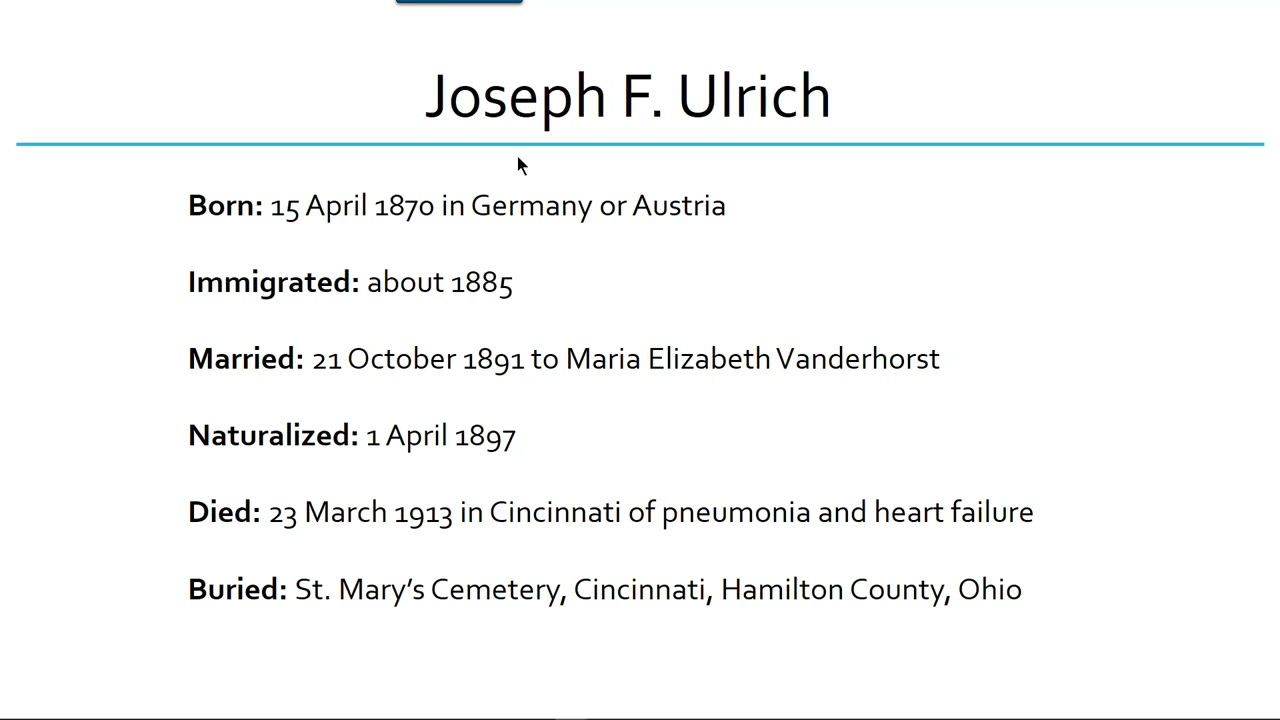 Joseph F. Ulrich
Born: 15 April 1870 in Germany or Austria
Immigrated: about 1885
Married: 21 October 1891 to Maria Elizabeth Vanderhorst
Naturalized: 1 April 1897
Died: 23 March 1913 in Cincinnati of pneumonia and heart failure
Buried: St. Mary’s Cemetery, Cincinnati, Hamilton County, Ohio